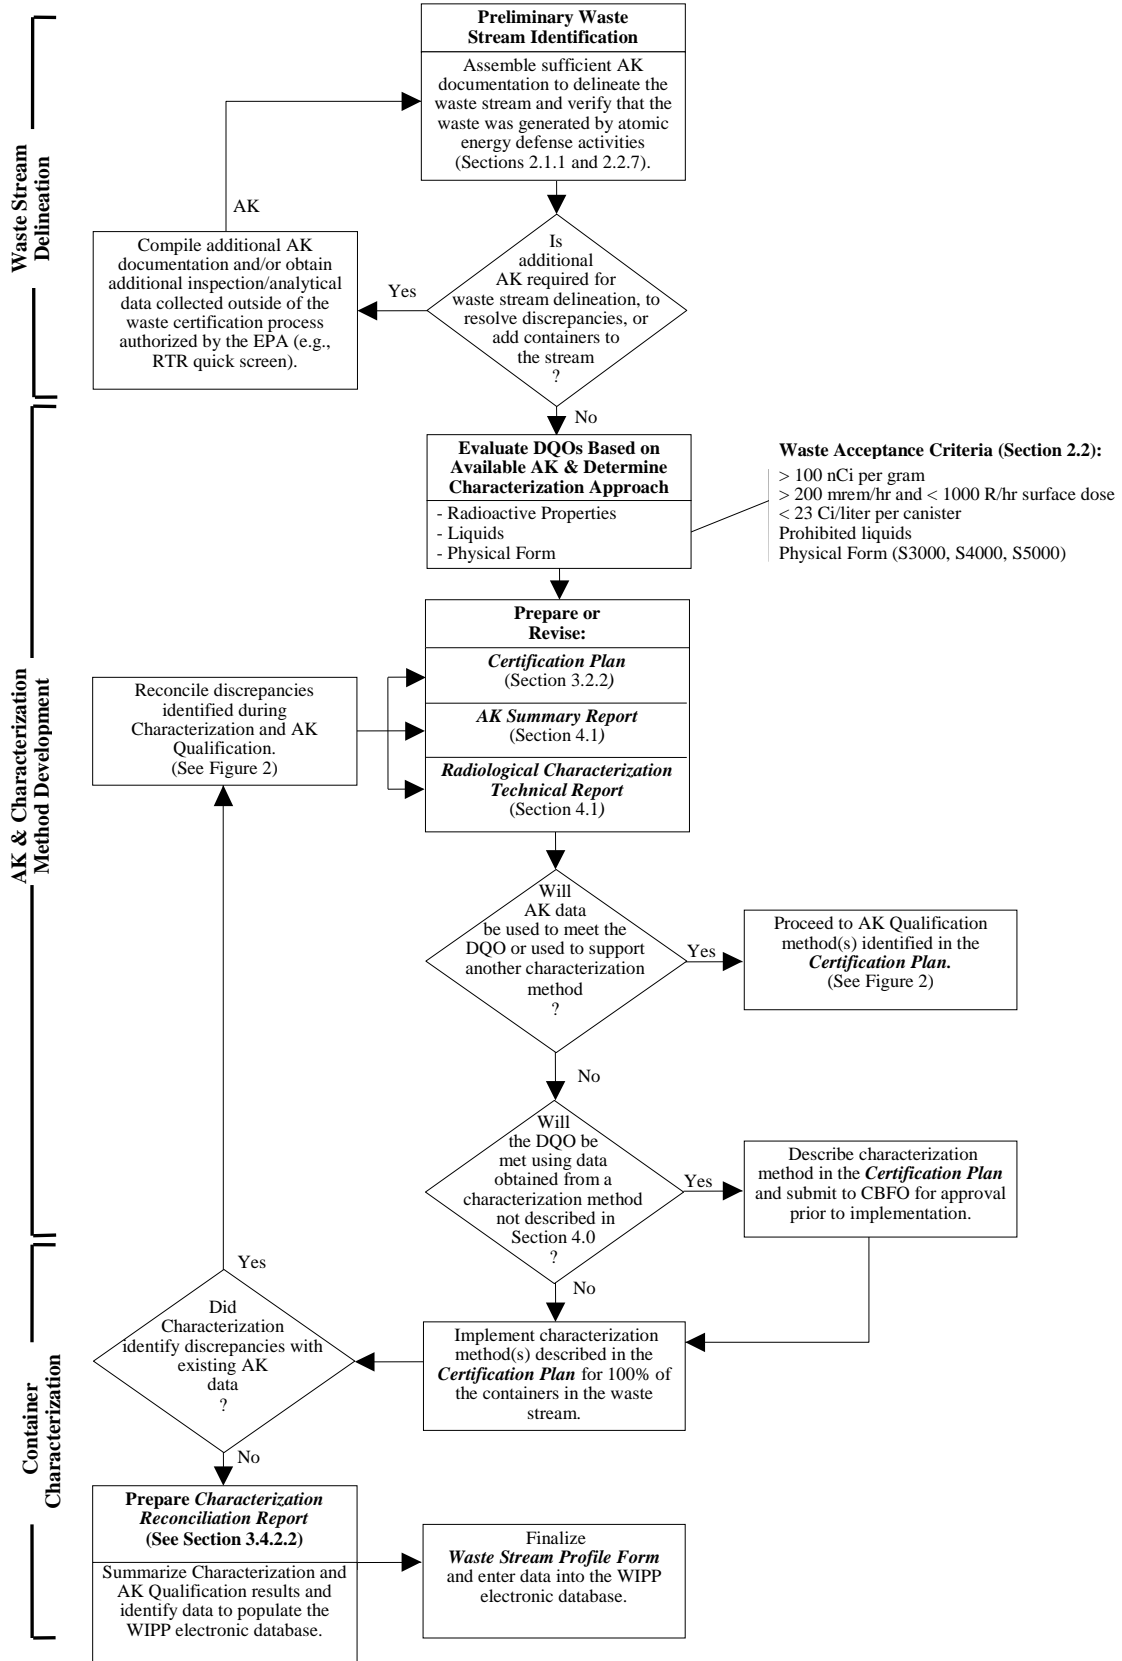 Preliminary Waste
Stream Identification
Assemble sufficient AK
documentation to delineate the
waste stream and verify that the
waste was generated by atomic
energy defense activities
(Sections 2.1.1 and 2.2.7).
Waste Stream
Delineation
AK
Compile additional AK
documentation and/or obtain
additional inspection/analytical
data collected outside of the
waste certification process
authorized by the EPA (e.g.,
RTR quick screen).
Yes
Is
additional
AK required for
waste stream delineation, to
resolve discrepancies, or
add containers to
the stream
?
No
Evaluate DQOs Based on
Available AK & Determine
Characterization Approach
- Radioactive Properties
- Liquids
- Physical Form
Waste Acceptance Criteria (Section 2.2):
> 100 nCi per gram
> 200 mrem/hr and < 1000 R/hr surface dose
< 23 Ci/liter per canister
Prohibited liquids
Physical Form (S3000, S4000, S5000)
AK & Characterization
Method Development
Prepare or
Revise:
Certification Plan
(Section 3.2.2)
AK Summary Report
(Section 4.1)
Radiological Characterization
Technical Report
(Section 4.1)
Reconcile discrepancies
identified during
Characterization and AK
Qualification.
(See Figure 2)
Will
AK data
be used to meet the
DQO or used to support
another characterization
method
?
Yes
Proceed to AK Qualification
method(s) identified in the
Certification Plan.
(See Figure 2)
No
Will
the DQO be
met using data
obtained from a
characterization method
not described in
Section 4.0
?
Yes
Describe characterization
method in the Certification Plan
and submit to CBFO for approval
prior to implementation.
No
Container
Characterization
Implement characterization
method(s) described in the
Certification Plan for 100% of
the containers in the waste
stream.
Yes
Did
Characterization
identify discrepancies with
existing AK
data
?
No
Prepare Characterization
Reconciliation Report
(See Section 3.4.2.2)
Summarize Characterization and
AK Qualification results and
identify data to populate the
WIPP electronic database.
Finalize
Waste Stream Profile Form
and enter data into the WIPP
electronic database.